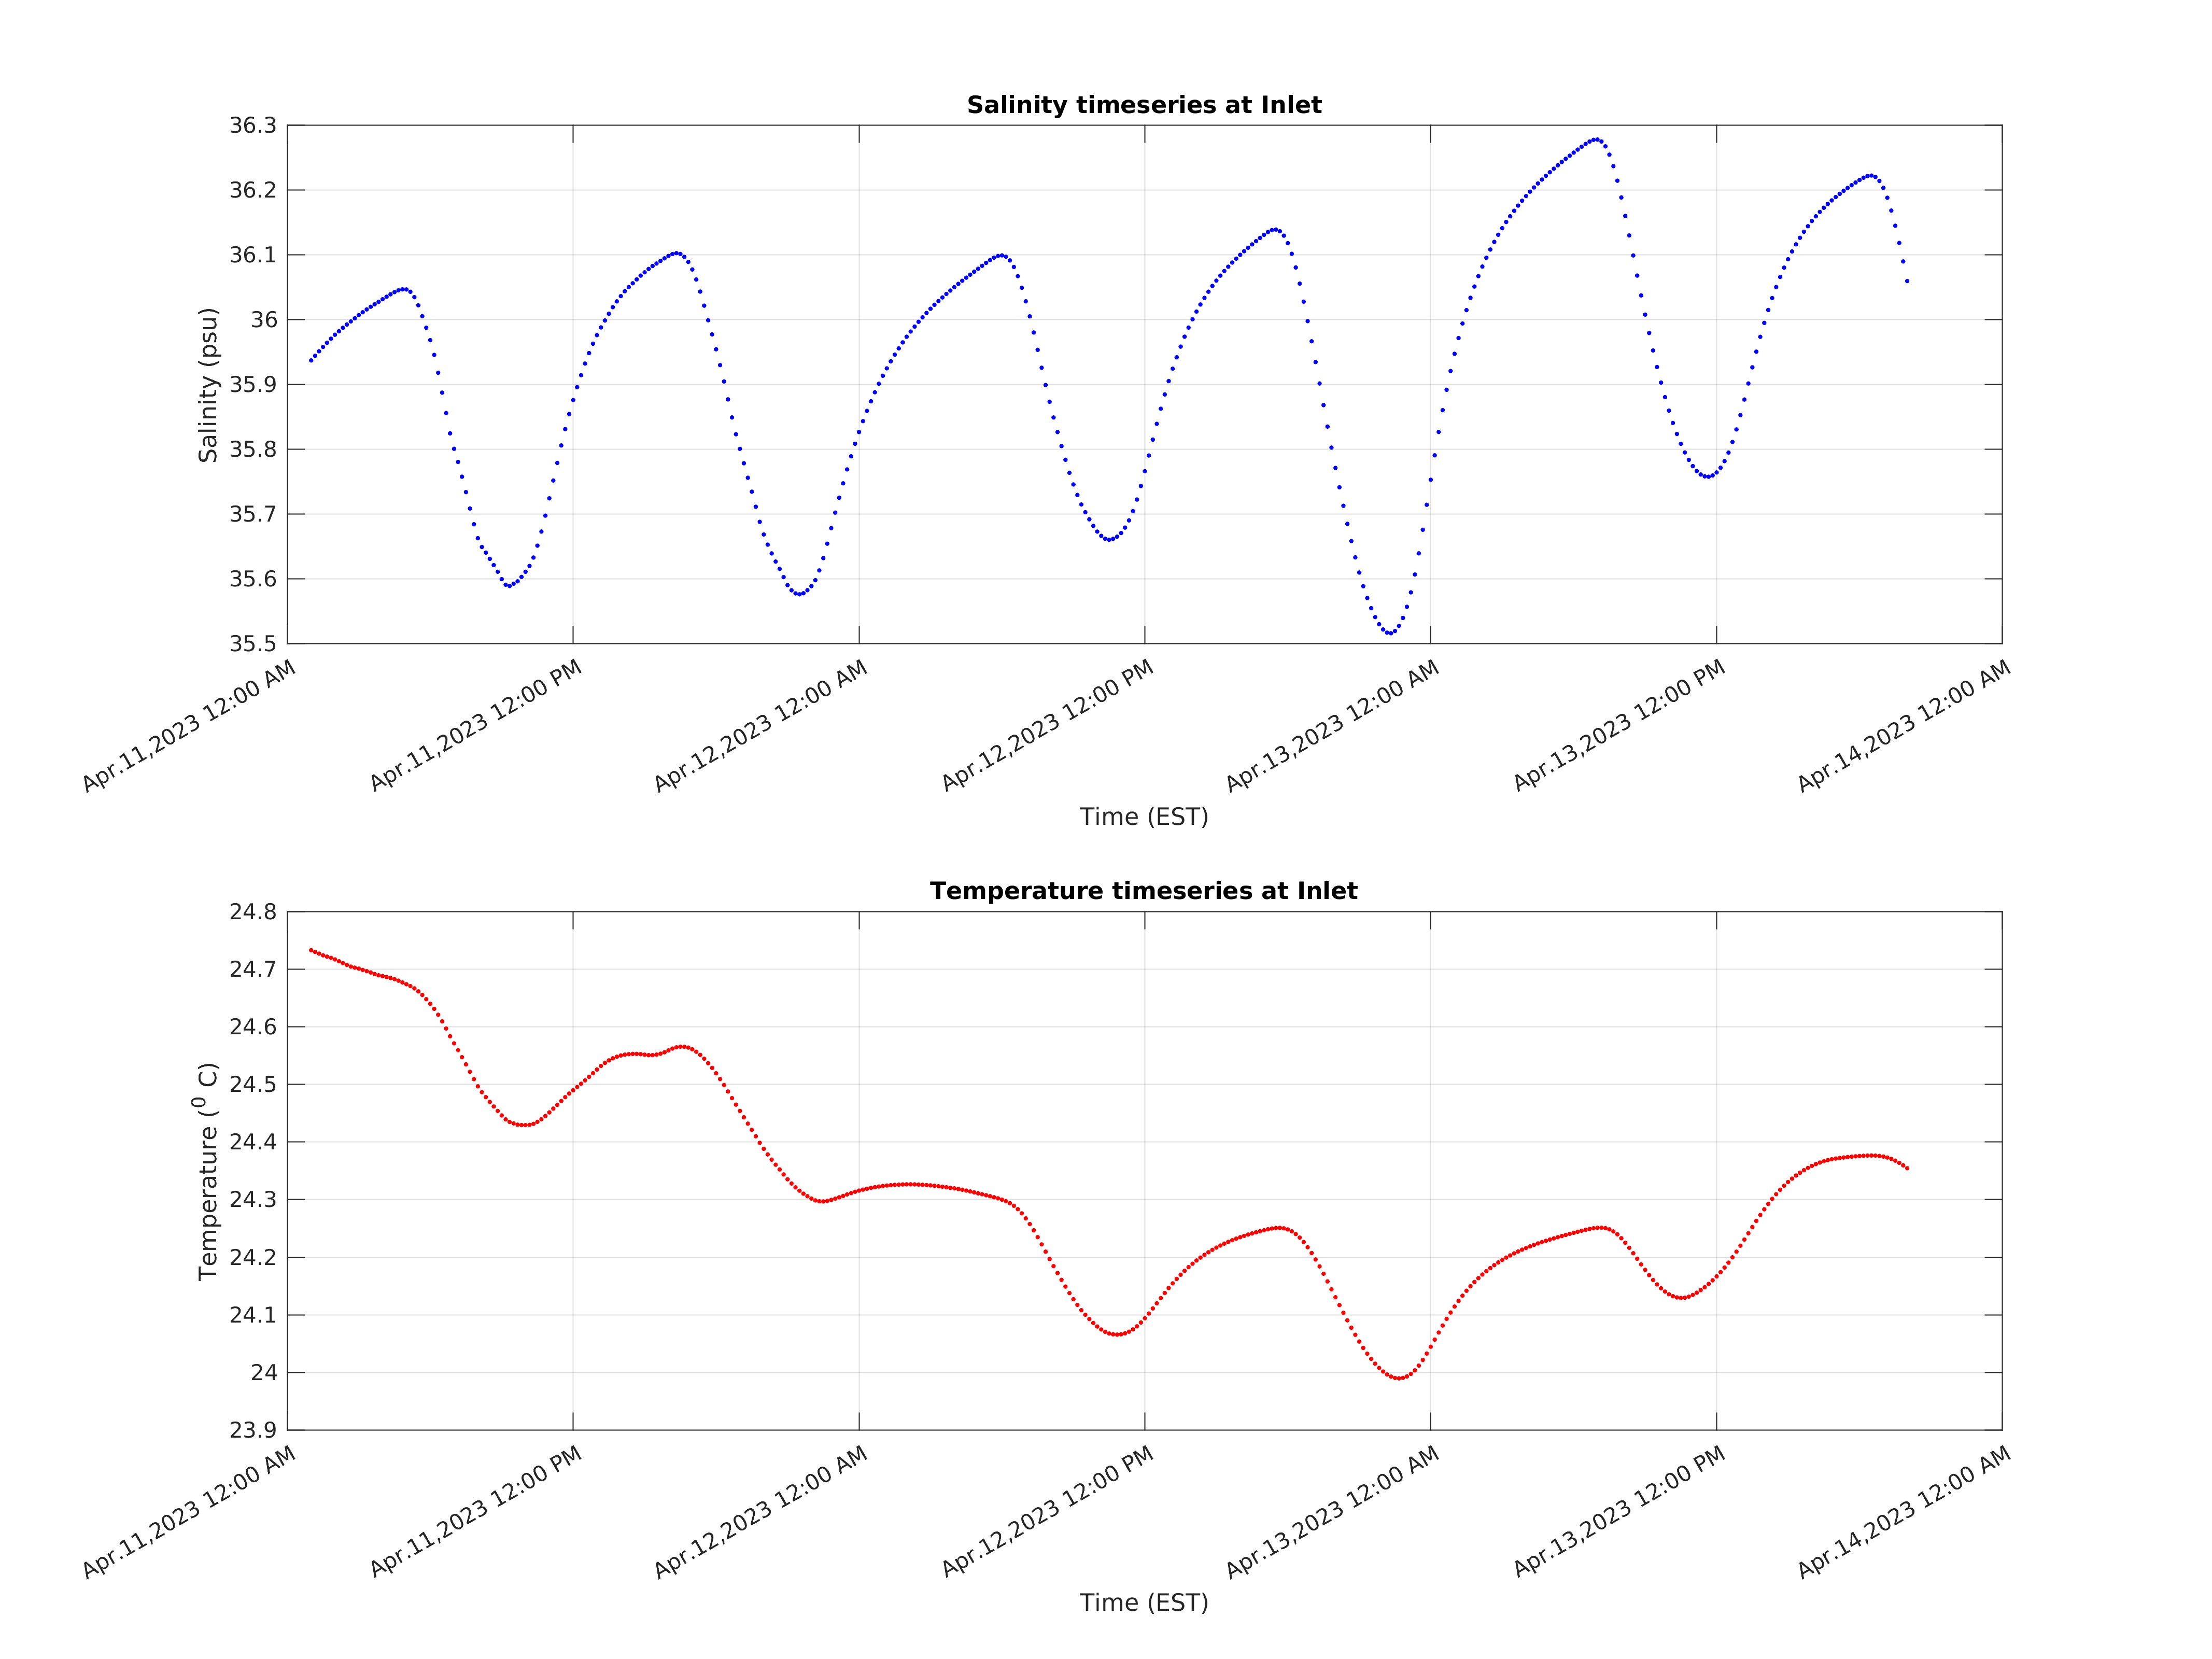 Salinity timeseries at Inlet
36.3
36.2
36.1
36
35.9
35.8
35.7
35.6
35.5
Salinity (psu)
Apr.11,2023 12:00 AM
Apr.11,2023 12:00 PM
Apr.12,2023 12:00 AM
Apr.12,2023 12:00 PM
Apr.13,2023 12:00 AM
Apr.13,2023 12:00 PM
Apr.14,2023 12:00 AM
Time (EST)
Temperature timeseries at Inlet
24.8
24.7
24.6
24.5
24.4
24.3
24.2
24.1
24
23.9
Temperature (⁰ C)
Apr.11,2023 12:00 AM
Apr.11,2023 12:00 PM
Apr.12,2023 12:00 AM
Apr.12,2023 12:00 PM
Apr.13,2023 12:00 AM
Apr.13,2023 12:00 PM
Apr.14,2023 12:00 AM
Time (EST)